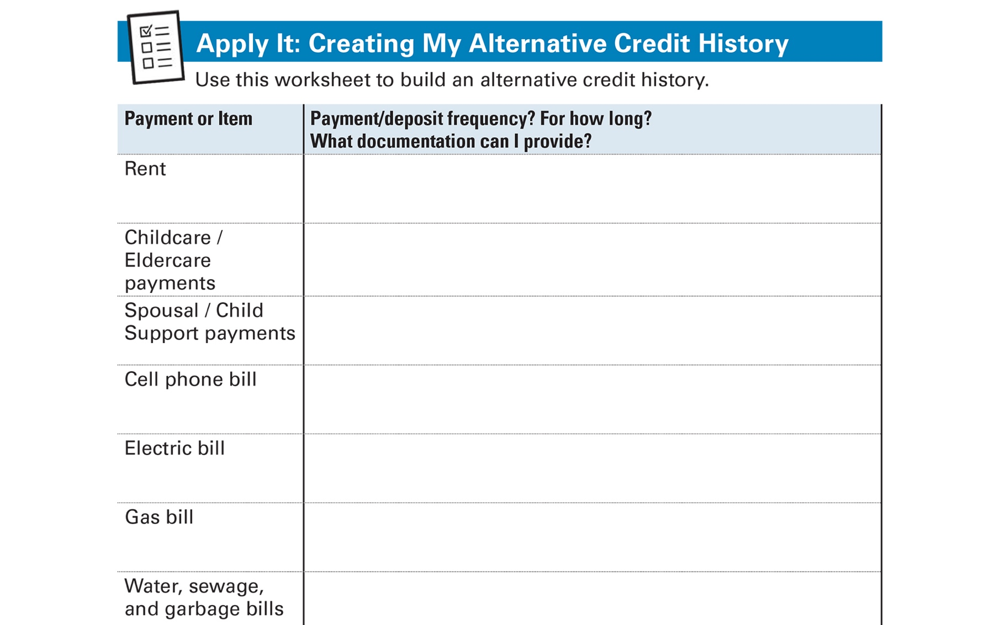 Apply It: Creating My Alternative Credit History
Use this worksheet to build an alternative credit history.
Payment or Item
Payment/deposit frequency? For how long?
What documentation can I provide?
Rent
Childcare /
Eldercare
payments
Spousal / Child
Support payments
Cell phone bill
Electric bill
Gas bill
Water, sewage,
and garbage bills